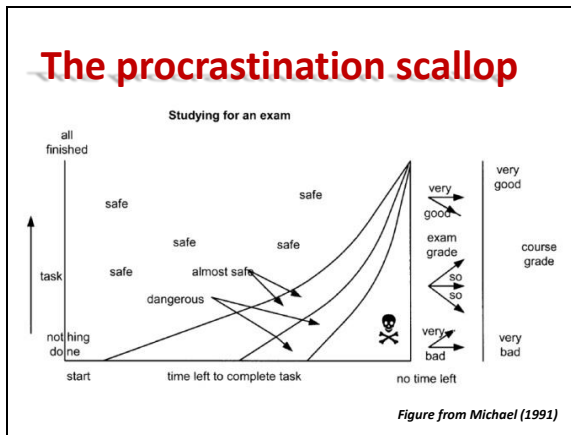 The procrastination scallop
Studying for an exam
all
finished
safe
safe
safe
safe
safe
almost safe
dangerous
task
nothing
done
start
time left to complete task
no time left
very
good
exam
grade
so
so
very
bad
very
good
course
grade
very
bad
Figure from Michael (1991)